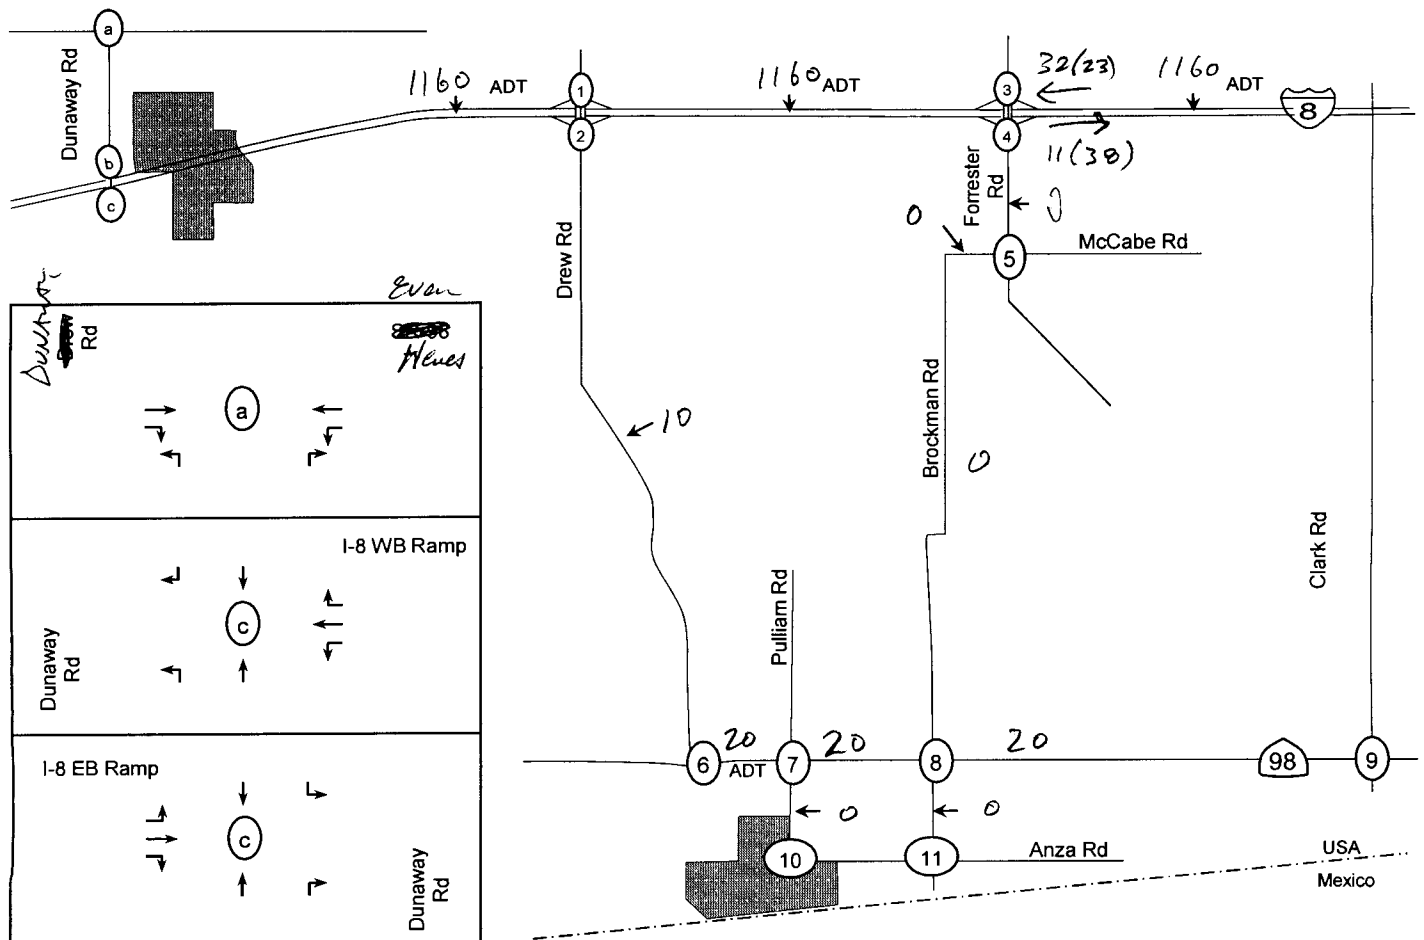 a
Dunaway Rd
1160 ADT
1
1160 ADT
3
32(23)
1160 ADT
8
2
4
11(38)
b
c
Forrester Rd
0
0
5
McCabe Rd
Drew Rd
Even
Rd
Henes
a
10
Brockman Rd
0
Clark Rd
I-8 WB Ramp
c
Dunaway Rd
Pulliam Rd
I-8 EB Ramp
c
Dunaway Rd
6
20
ADT
7
20
8
20
98
9
0
0
10
11
Anza Rd
USA
Mexico